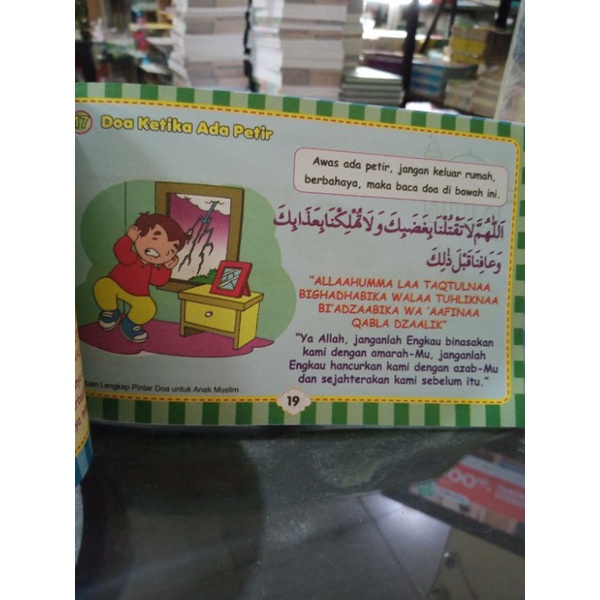 17 Doa Ketika Ada Petir
Awas ada petir, jangan keluar rumah,
berbahaya, maka baca doa di bawah ini.
اَللّٰهُمَّ لَا تَقْتُلْنَا بِغَضَبِكَ وَلَا تُهْلِكْنَا بِعَذَابِكَ
وَعَافِنَا قَبْلَ ذٰلِكَ
"ALLAAHUMMA LAA TAQTULNAA
BIGHADHABIKA WALAA TUHLIKNAA
BI'ADZAABIKA WA 'AAFINAA
QABLA DZAALIK"
"Ya Allah, janganlah Engkau binasakan
kami dengan amarah-Mu, janganlah
Engkau hancurkan kami dengan azab-Mu
dan sejahterakan kami sebelum itu."
Lengkap Pintar Doa untuk Anak Muslim
19